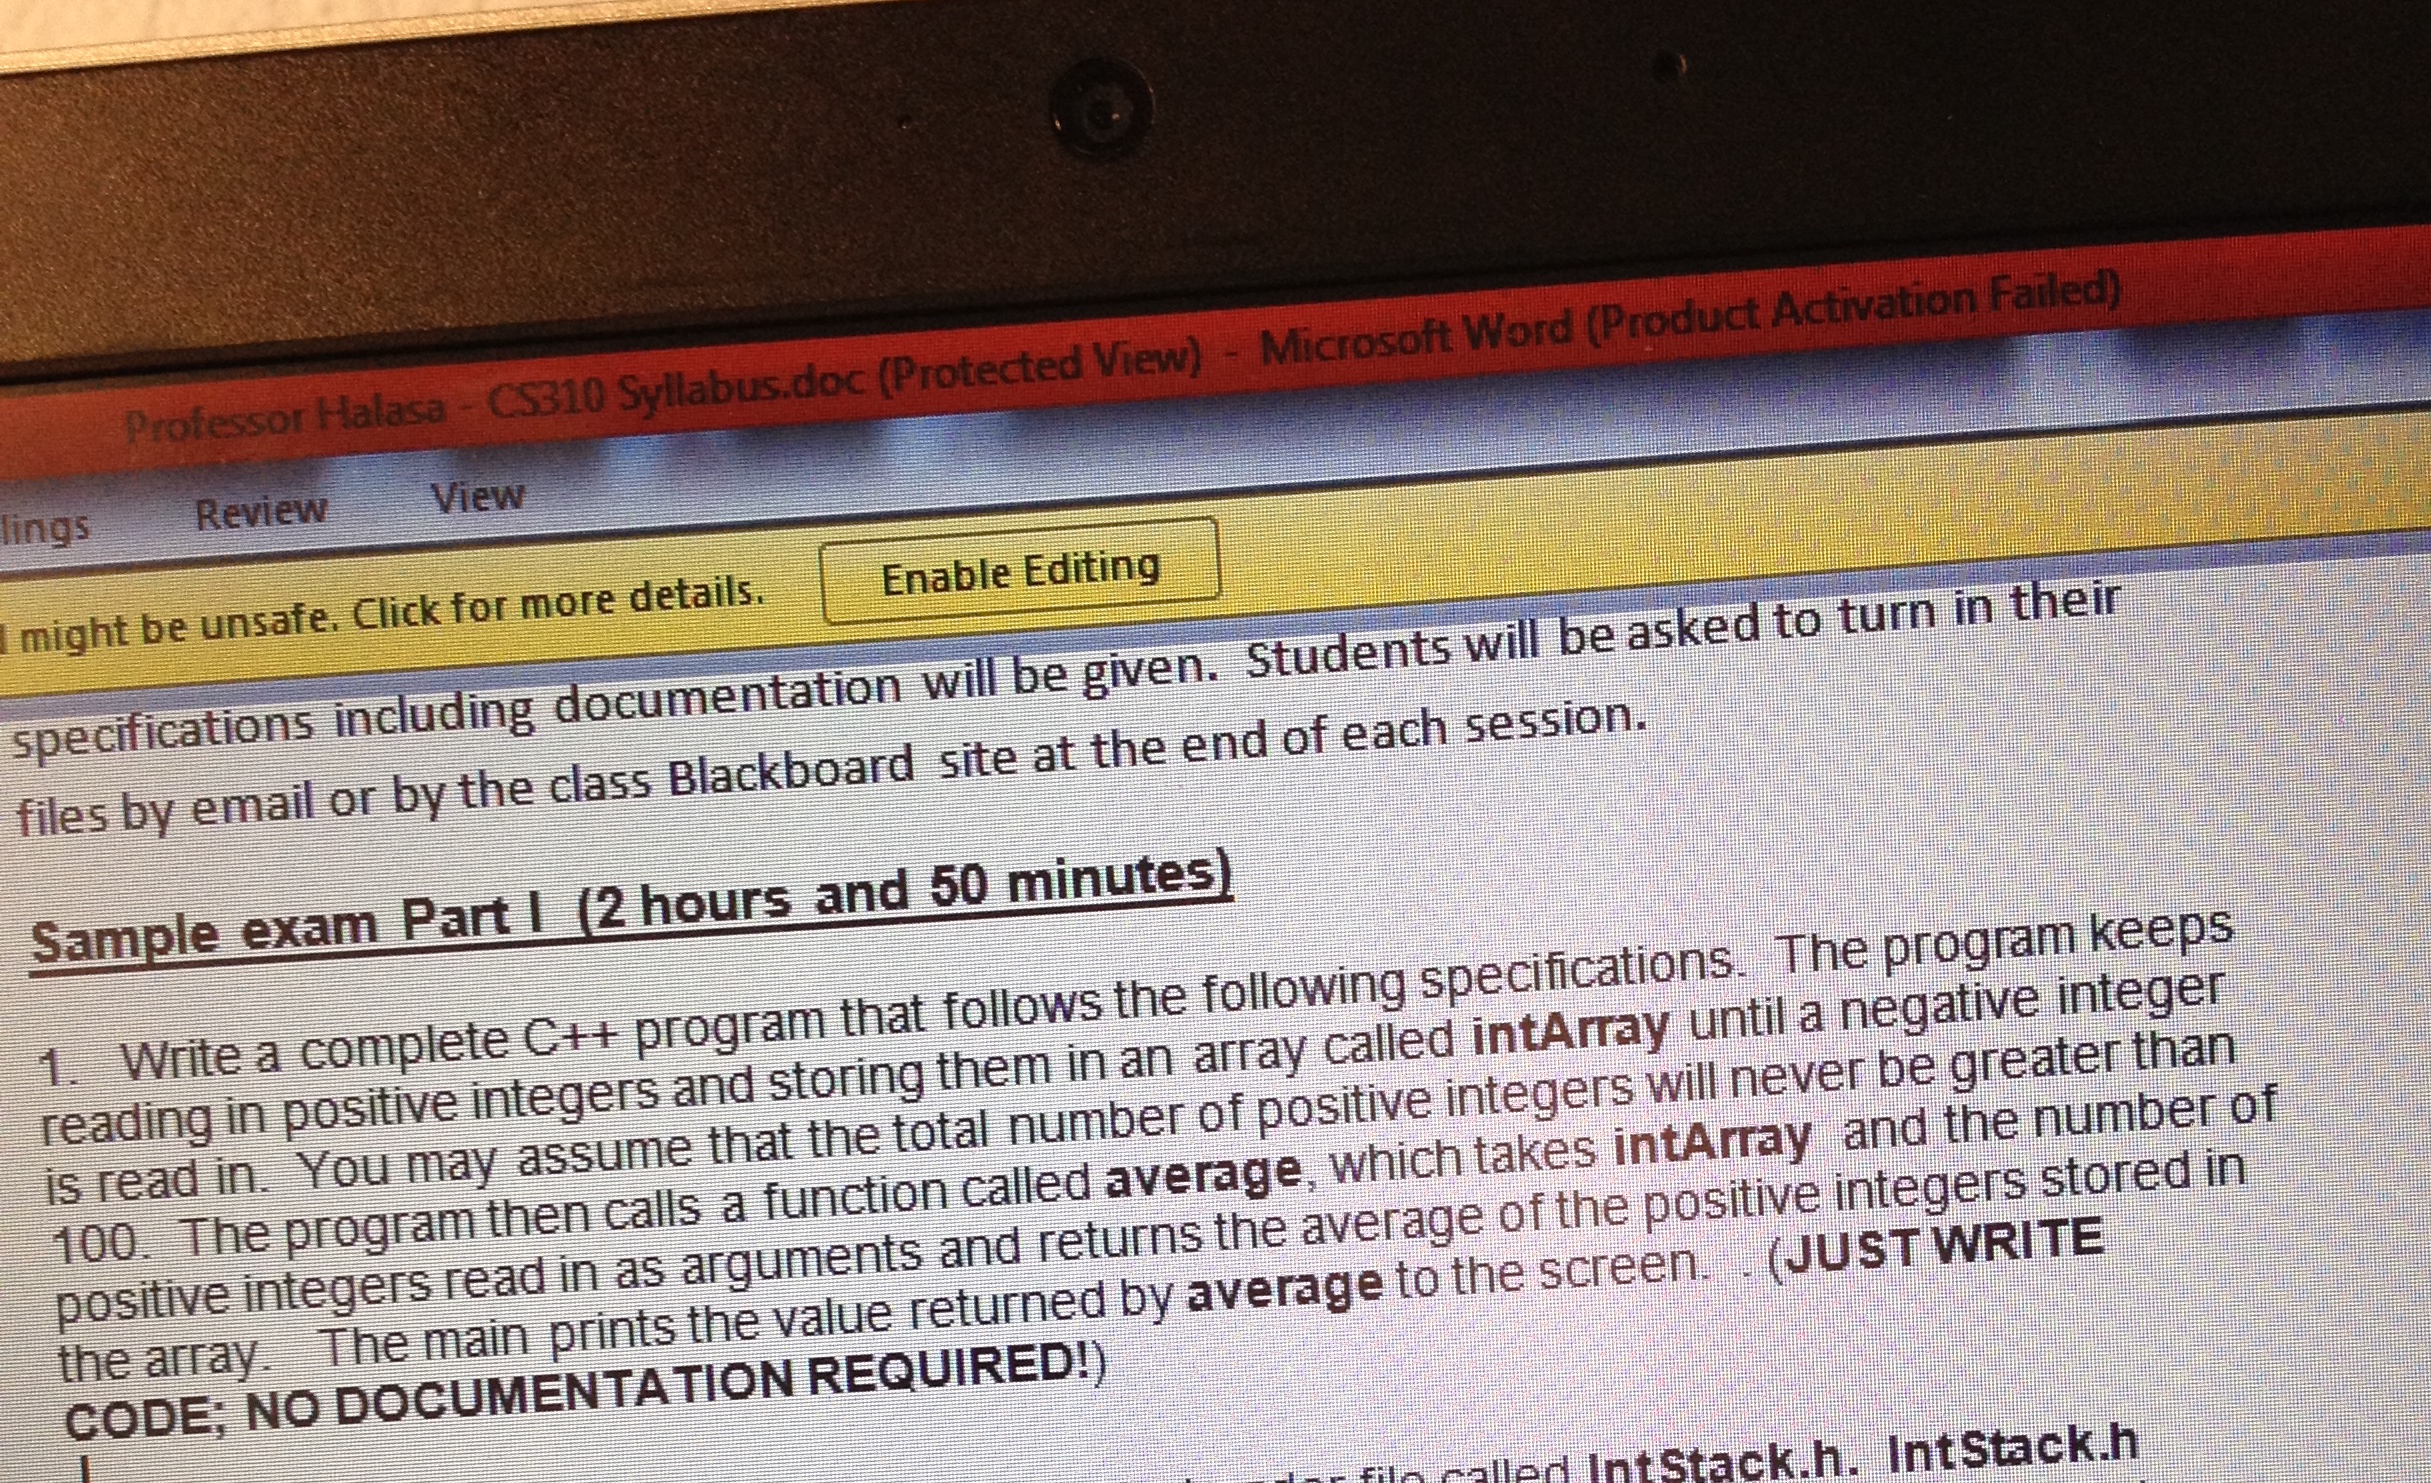 Professor Halasa - CS310 Syllabus.doc (Protected View) - Microsoft Word (Product Activation Failed)
lings Review View
might be unsafe. Click for more details. Enable Editing
specifications including documentation will be given. Students will be asked to turn in their
files by email or by the class Blackboard site at the end of each session.
Sample exam Part I (2 hours and 50 minutes)
1. Write a complete C++ program that follows the following specifications. The program keeps
reading in positive integers and storing them in an array called intArray until a negative integer
is read in. You may assume that the total number of positive integers will never be greater than
100. The program then calls a function called average, which takes intArray and the number of
positive integers read in as arguments and returns the average of the positive integers stored in
the array. The main prints the value returned by average to the screen. . (JUST WRITE
CODE; NO DOCUMENTATION REQUIRED!)
file called IntStack.h. IntStack.h